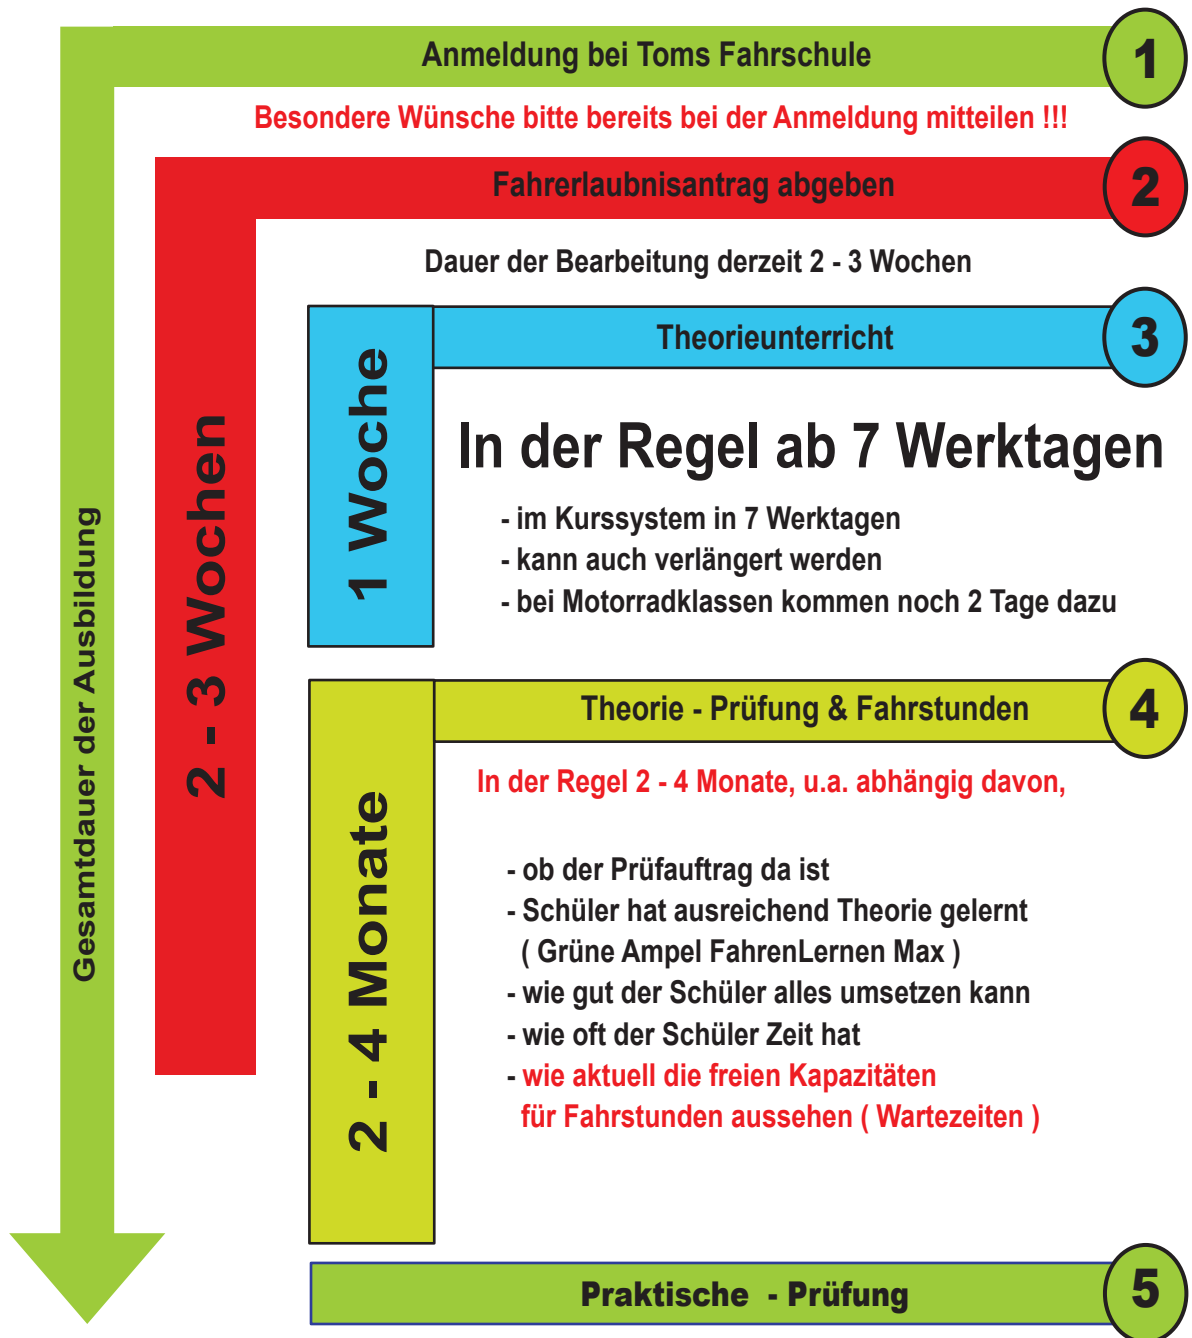 Anmeldung bei Toms Fahrschule
1
Besondere Wünsche bitte bereits bei der Anmeldung mitteilen !!!
Fahrerlaubnisantrag abgeben
2
Dauer der Bearbeitung derzeit 2 - 3 Wochen
Theorieunterricht
3
In der Regel ab 7 Werktagen
- im Kurssystem in 7 Werktagen
- kann auch verlängert werden
- bei Motorradklassen kommen noch 2 Tage dazu
1 Woche
2 - 3 Wochen
Gesamtdauer der Ausbildung
Theorie - Prüfung & Fahrstunden
4
In der Regel 2 - 4 Monate, u.a. abhängig davon,
- ob der Prüfauftrag da ist
- Schüler hat ausreichend Theorie gelernt
( Grüne Ampel FahrenLernen Max )
- wie gut der Schüler alles umsetzen kann
- wie oft der Schüler Zeit hat
- wie aktuell die freien Kapazitäten
für Fahrstunden aussehen ( Wartezeiten )
2 - 4 Monate
Praktische - Prüfung
5